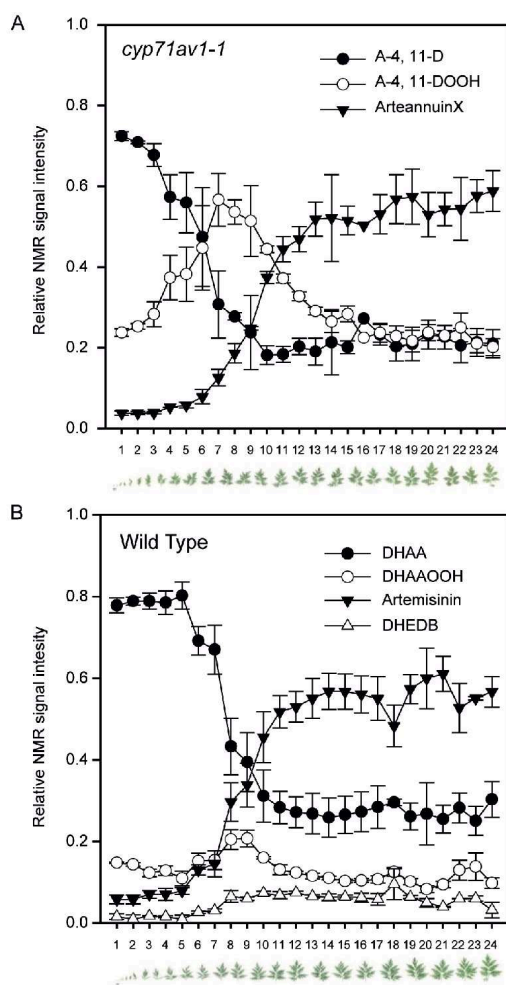 A
cyp71av1-1
A-4, 11-D
A-4, 11-DOOH
ArteannuinX
Relative NMR signal intensity
1.0
0.8
0.6
0.4
0.2
0.0
1 2 3 4 5 6 7 8 9 10 11 12 13 14 15 16 17 18 19 20 21 22 23 24
B
Wild Type
DHAA
DHAAOOH
Artemisinin
DHEDB
Relative NMR signal intesity
1.0
0.8
0.6
0.4
0.2
0.0
1 2 3 4 5 6 7 8 9 10 11 12 13 14 15 16 17 18 19 20 21 22 23 24